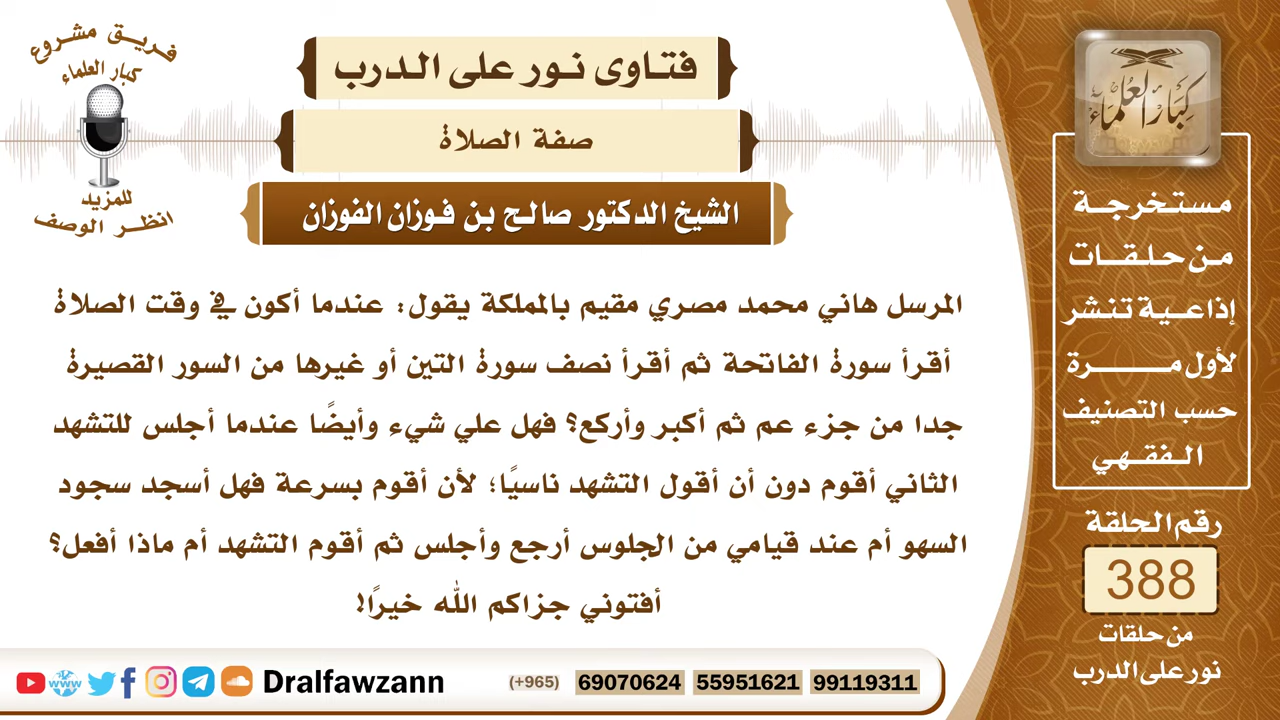 فريق مشروع
كبار العلماء
للمزيد
انظر الوصف
فتاوى نور على الدرب
صفة الصلاة
الشيخ الدكتور صالح بن فوزان الفوزان
المرسل هاني محمد مصري مقيم بالمملكة يقول: عندما أكون في وقت الصلاة
أقرأ سورة الفاتحة ثم أقرأ نصف سورة التين أو غيرها من السور القصيرة
جدا من جزء عم ثم أكبر وأركع؟ فهل علي شيء وأيضًا عندما أجلس للتشهد
الثاني أقوم دون أن أقول التشهد ناسيًا؛ لأن أقوم بسرعة فهل أسجد سجود
السهو أم عند قيامي من الجلوس أرجع وأجلس ثم أقوم التشهد أم ماذا أفعل؟
أفتوني جزاكم الله خيرًا!
كبار العلماء
مستخرجة
من حلقات
إذاعية تنشر
لأول مرة
حسب التصنيف
الفقهي
رقم الحلقة
388
من حلقات
نور على الدرب
www
Dralfawzann
(+965) 69070624 55951621 99119311